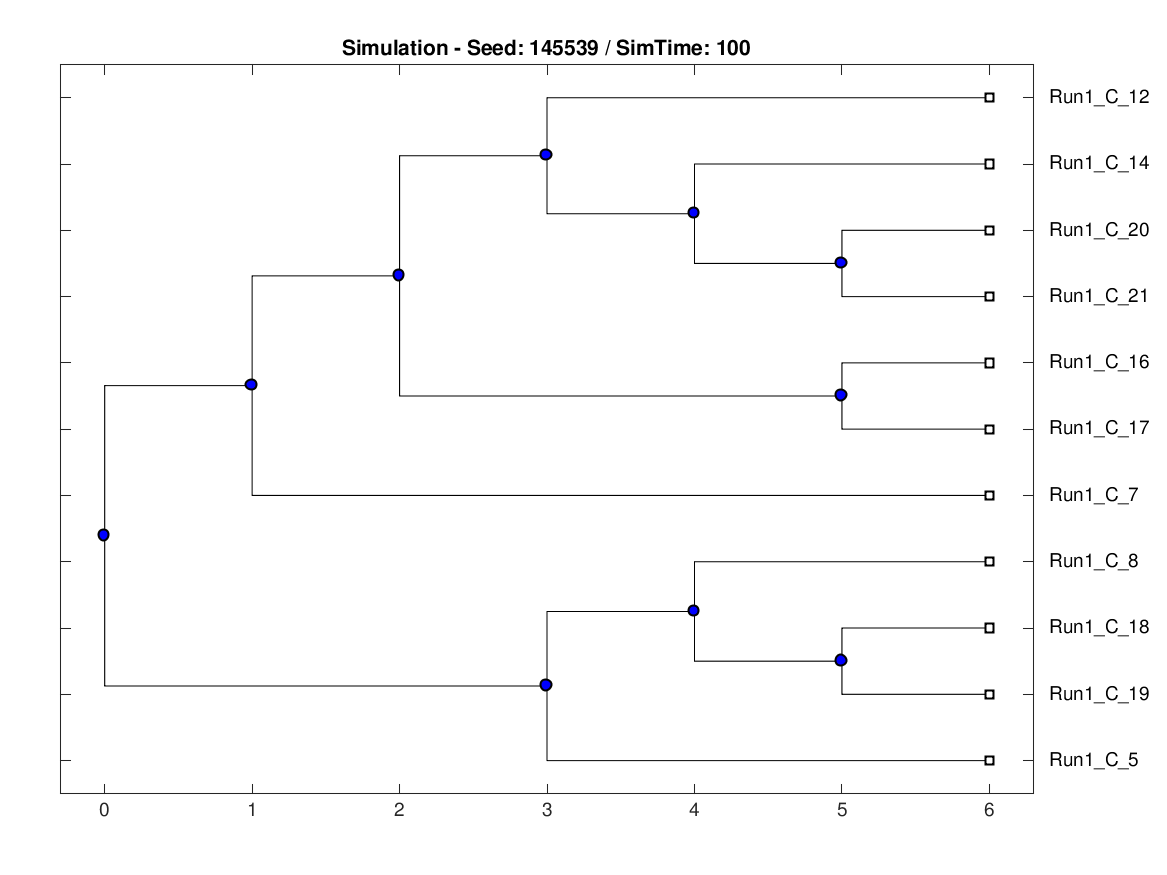 Simulation - Seed: 145539 / SimTime: 100
Run1_C_12
Run1_C_14
Run1_C_20
Run1_C_21
Run1_C_16
Run1_C_17
Run1_C_7
Run1_C_8
Run1_C_18
Run1_C_19
Run1_C_5
0 1 2 3 4 5 6